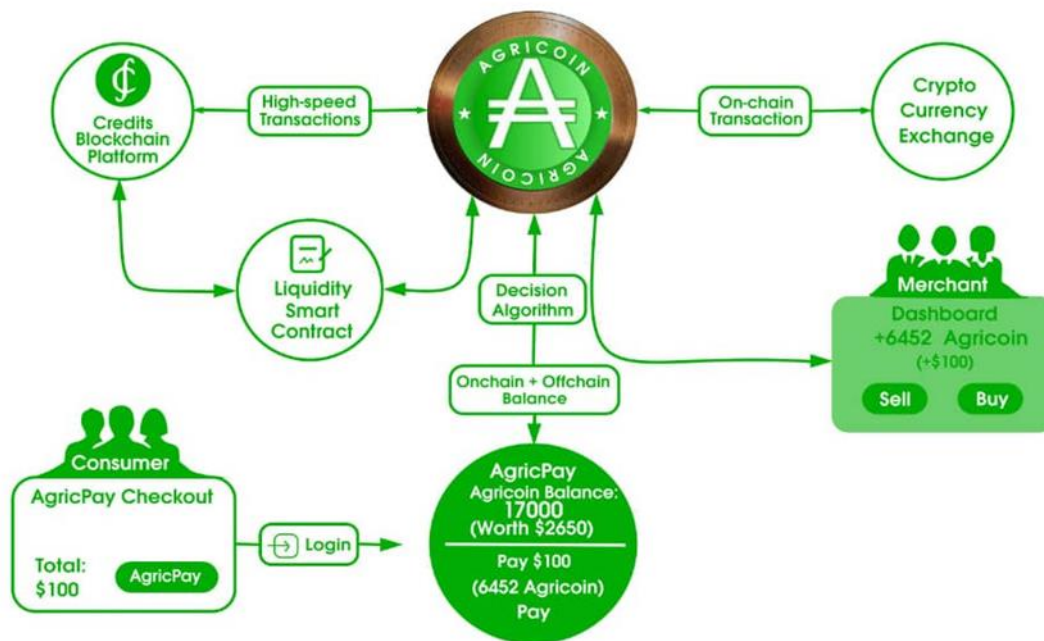 Credits
Blockchain
Platform
High-speed
Transactions
AGRICOIN
AGRICOIN
On-chain
Transaction
Crypto
Currency
Exchange
Liquidity
Smart
Contract
Decision
Algorithm
Merchant
Dashboard
+6452 Agricoin
(+$100)
Sell Buy
Onchain + Offchain
Balance
Consumer
AgricPay Checkout
Total:
$100
AgricPay
Login
AgricPay
Agricoin Balance:
17000
(Worth $2650)
Pay $100
(6452 Agricoin)
Pay